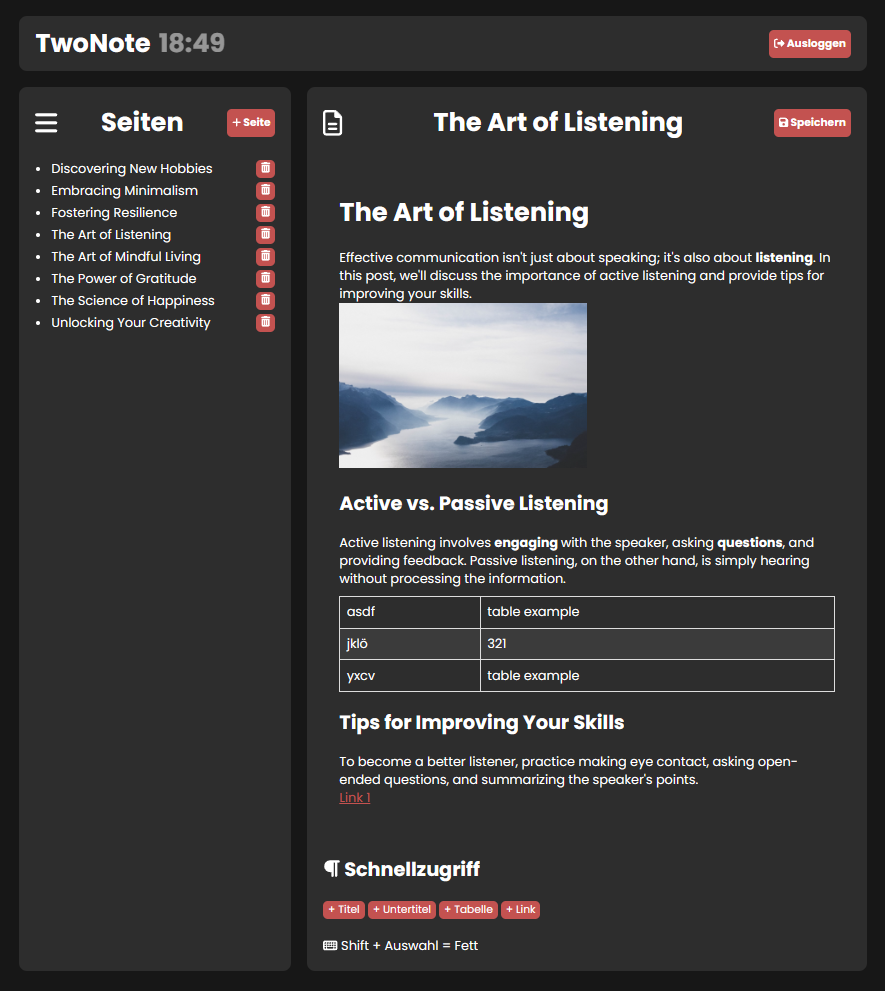 TwoNote 18:49
Ausloggen
Seiten
+ Seite
Discovering New Hobbies
Embracing Minimalism
Fostering Resilience
The Art of Listening
The Art of Mindful Living
The Power of Gratitude
The Science of Happiness
Unlocking Your Creativity
The Art of Listening
Speichern
The Art of Listening
Effective communication isn't just about speaking; it's also about listening. In
this post, we'll discuss the importance of active listening and provide tips for
improving your skills.
Active vs. Passive Listening
Active listening involves engaging with the speaker, asking questions, and
providing feedback. Passive listening, on the other hand, is simply hearing
without processing the information.
asdf table example
jklö 321
yxcv table example
Tips for Improving Your Skills
To become a better listener, practice making eye contact, asking open-
ended questions, and summarizing the speaker's points.
Link 1
¶ Schnellzugriff
+ Titel + Untertitel + Tabelle + Link
Shift + Auswahl = Fett